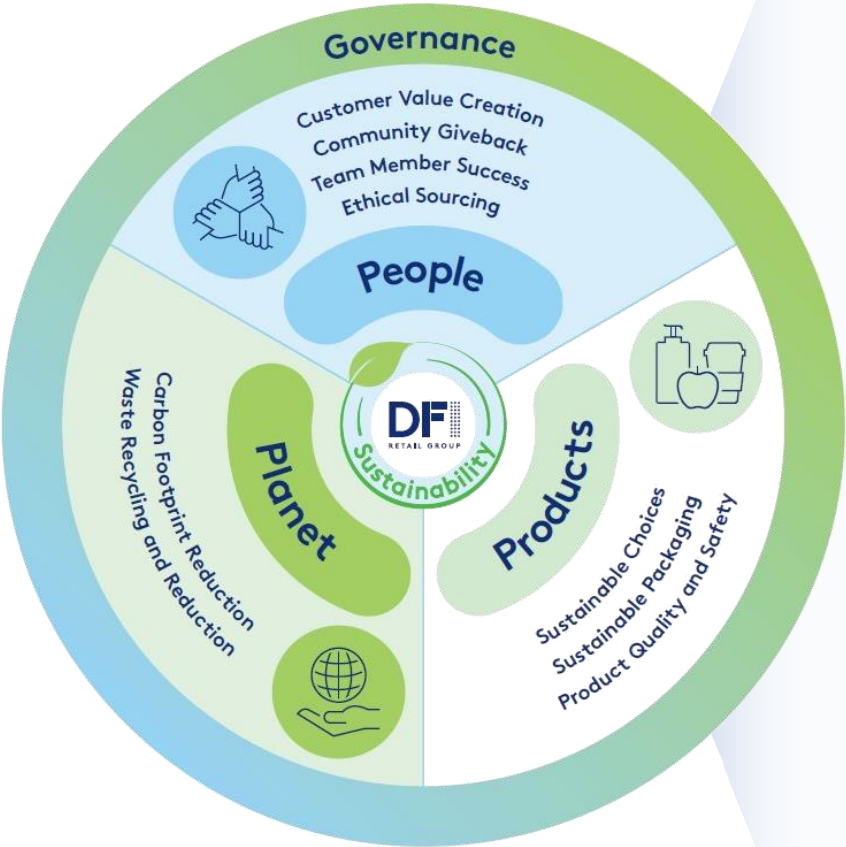 Governance
Customer Value Creation
Community Giveback
Team Member Success
Ethical Sourcing
People
DFI
RETAIL GROUP
Sustainability
Planet
Carbon Footprint Reduction
Waste Recycling and Reduction
Products
Sustainable Choices
Sustainable Packaging
Product Quality and Safety